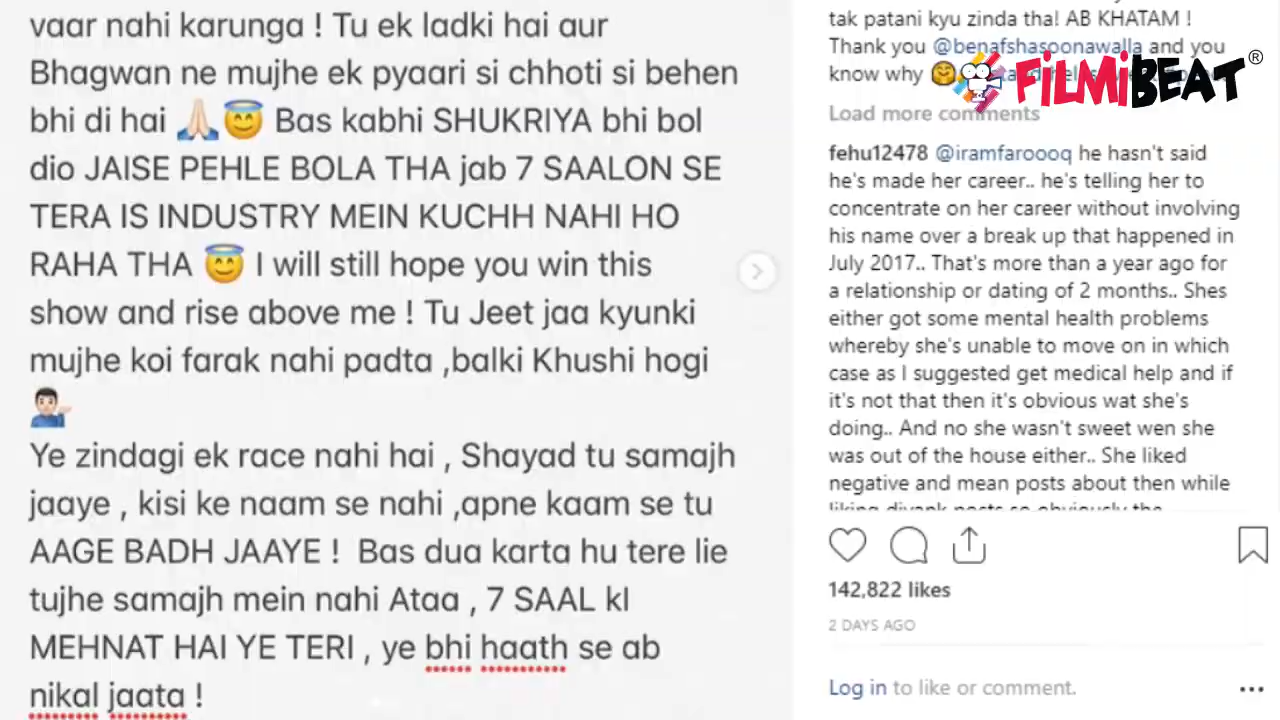 vaar nahi karunga ! Tu ek ladki hai aur
Bhagwan ne mujhe ek pyaari si chhoti si behen
bhi di hai 🙏🏻😇 Bas kabhi SHUKRIYA bhi bol
dio JAISE PEHLE BOLA THA jab 7 SAALON SE
TERA IS INDUSTRY MEIN KUCHH NAHI HO
RAHA THA 😇 I will still hope you win this
show and rise above me ! Tu Jeet jaa kyunki
mujhe koi farak nahi padta ,balki Khushi hogi
💁🏻‍♂️
Ye zindagi ek race nahi hai , Shayad tu samajh
jaaye , kisi ke naam se nahi ,apne kaam se tu
AAGE BADH JAAYE ! Bas dua karta hu tere lie
tujhe samajh mein nahi Ataa , 7 SAAL kI
MEHNAT HAI YE TERI , ye bhi haath se ab
nikal jaata !
tak patani kyu zinda tha! AB KHATAM !
Thank you @benafshasoonawalla and you
know why 🤗
FILMIBEAT®
Load more comments
fehu12478 @iramfaroooq he hasn't said
he's made her career.. he's telling her to
concentrate on her career without involving
his name over a break up that happened in
July 2017.. That's more than a year ago for
a relationship or dating of 2 months.. Shes
either got some mental health problems
whereby she's unable to move on in which
case as I suggested get medical help and if
it's not that then it's obvious wat she's
doing.. And no she wasn't sweet wen she
was out of the house either.. She liked
negative and mean posts about then while
liking divank posts so obviously the
142,822 likes
2 DAYS AGO
Log in to like or comment.